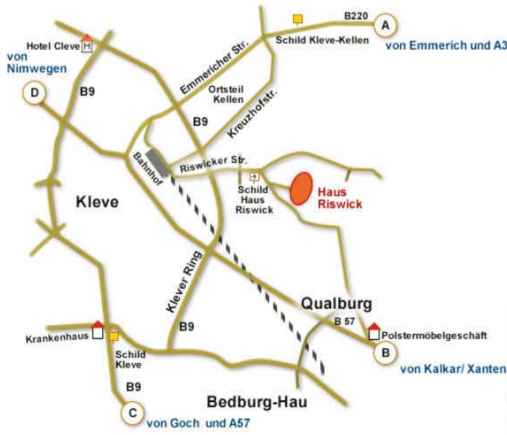 B220
A
Schild Kleve-Kellen
von Emmerich und A3
von
Nimwegen
Hotel Cleve
H
D
B9
Emmericher Str.
Ortsteil
Kellen
Kreuzhofstr.
B9
Bahnhof
Riswicker Str.
Schild
Haus
Riswick
Haus
Riswick
Kleve
Klever Ring
Qualburg
B 57
Polstermöbelgeschäft
B
von Kalkar/ Xanten
Krankenhaus
Schild
Kleve
B9
B9
Bedburg-Hau
C
von Goch und A57